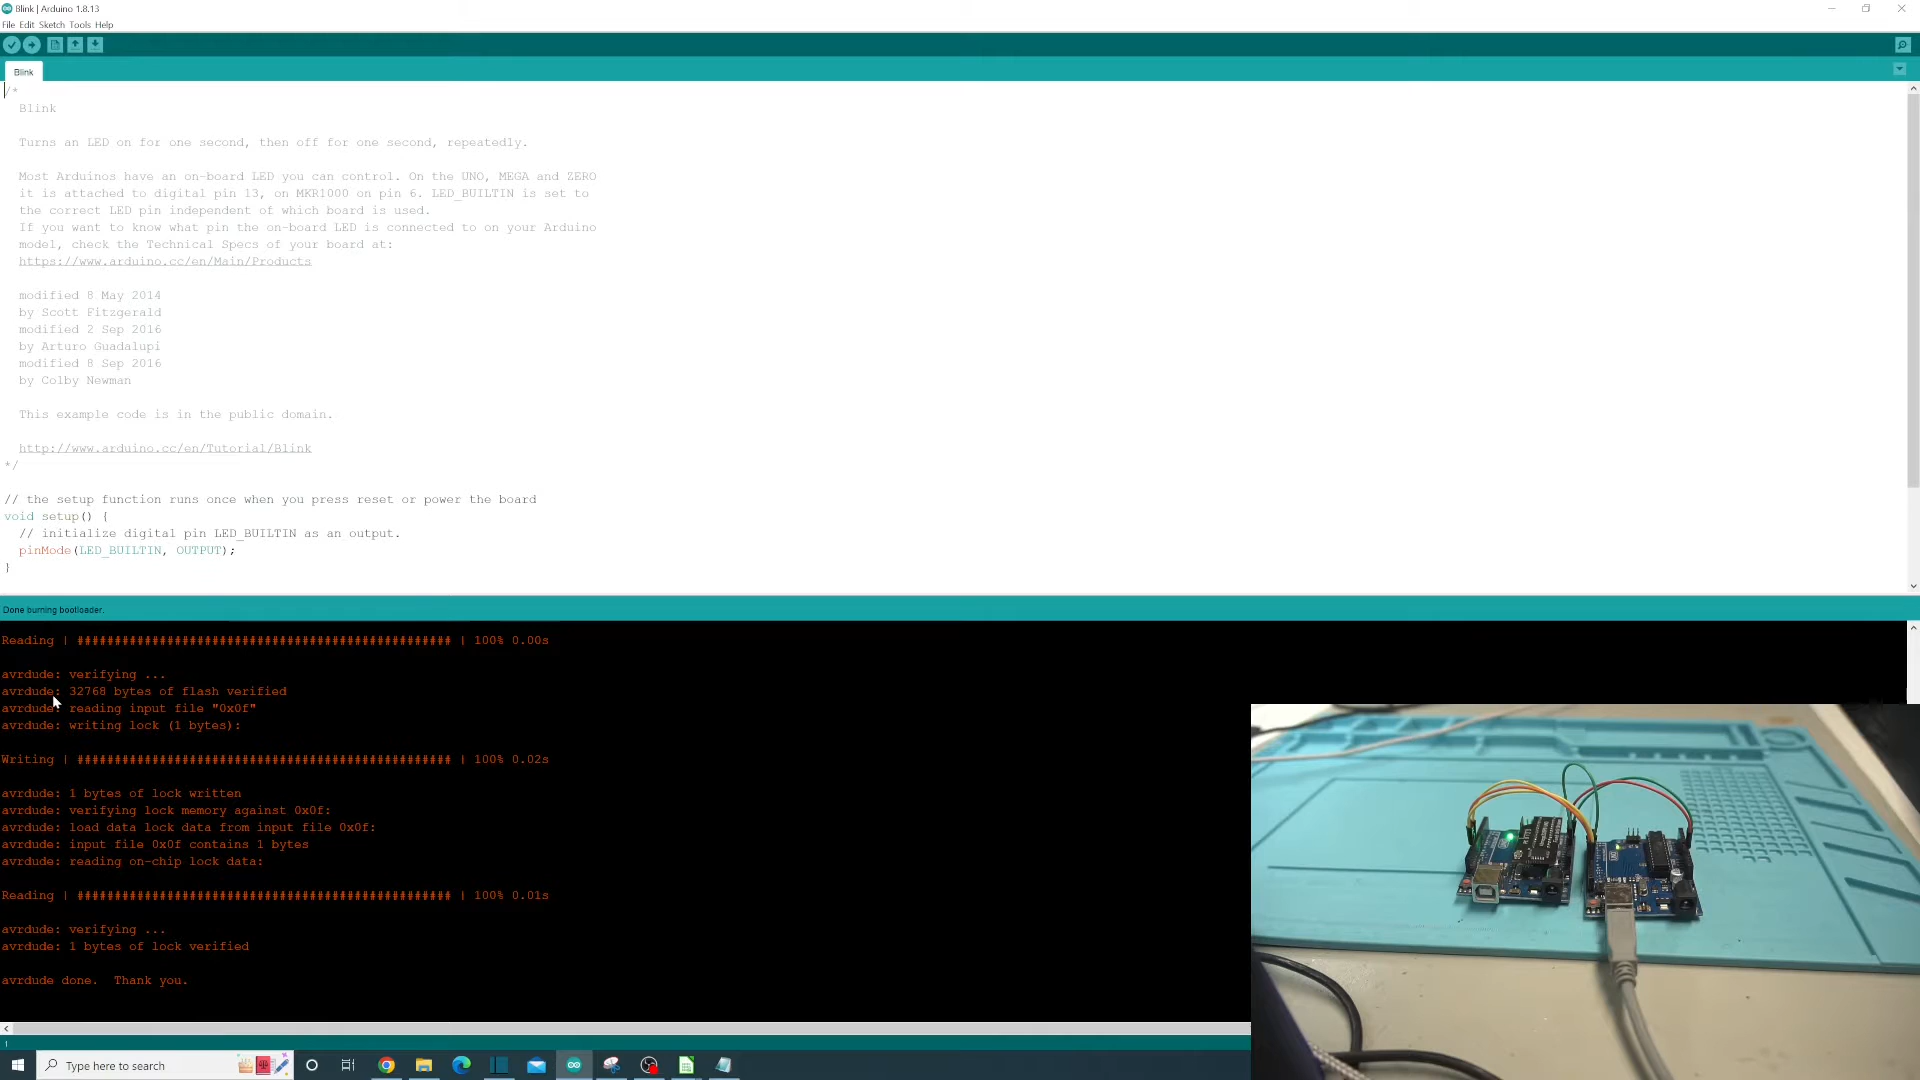 Blink | Arduino 1.8.13
File Edit Sketch Tools Help
Blink
/*
Blink
Turns an LED on for one second, then off for one second, repeatedly.
Most Arduinos have an on-board LED you can control. On the UNO, MEGA and ZERO
it is attached to digital pin 13, on MKR1000 on pin 6. LED_BUILTIN is set to
the correct LED pin independent of which board is used.
If you want to know what pin the on-board LED is connected to on your Arduino
model, check the Technical Specs of your board at:
https://www.arduino.cc/en/Main/Products
modified 8 May 2014
by Scott Fitzgerald
modified 2 Sep 2016
by Arturo Guadalupi
modified 8 Sep 2016
by Colby Newman
This example code is in the public domain.
http://www.arduino.cc/en/Tutorial/Blink
*/
// the setup function runs once when you press reset or power the board
void setup() {
// initialize digital pin LED_BUILTIN as an output.
pinMode(LED_BUILTIN, OUTPUT);
}
Done burning bootloader.
Reading | ################################################## | 100% 0.00s
avrdude: verifying ...
avrdude: 32768 bytes of flash verified
avrdude: reading input file "0x0f"
avrdude: writing lock (1 bytes):
Writing | ################################################## | 100% 0.02s
avrdude: 1 bytes of lock written
avrdude: verifying lock memory against 0x0f:
avrdude: load data lock data from input file 0x0f:
avrdude: input file 0x0f contains 1 bytes
avrdude: reading on-chip lock data:
Reading | ################################################## | 100% 0.01s
avrdude: verifying ...
avrdude: 1 bytes of lock verified
avrdude done.  Thank you.
1
Type here to search